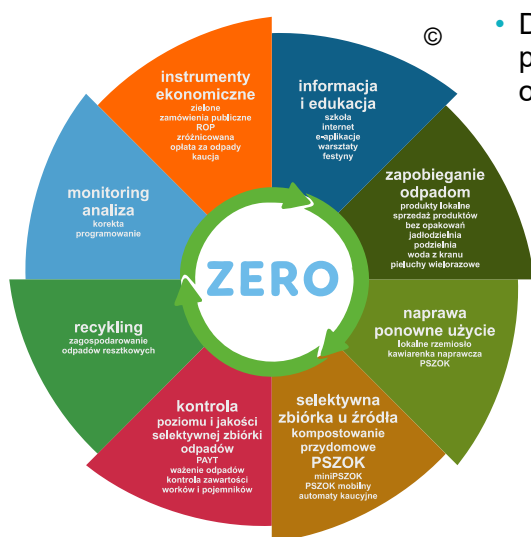 ©
• D
p
o
instrumenty
ekonomiczne
zielone
zamówienia publiczne
ROP
zróżnicowana
opłata za odpady
kaucja
informacja
i edukacja
szkoła
internet
e-aplikacje
warsztaty
festyny
zapobieganie
odpadom
produkty lokalne
sprzedaż produktów
bez opakowań
jadłodzielnia
podzielnia
woda z kranu
pieluchy wielorazowe
naprawa
ponowne użycie
lokalne rzemiosło
kawiarenka naprawcza
PSZOK
selektywna
zbiórka u źródła
kompostowanie
przydomowe
PSZOK
miniPSZOK
PSZOK mobilny
automaty kaucyjne
kontrola
poziomu i jakości
selektywnej zbiórki
odpadów
PAYT
ważenie odpadów
kontrola zawartości
worków i pojemników
recykling
zagospodarowanie
odpadów resztkowych
monitoring
analiza
korekta
programowanie
ZERO